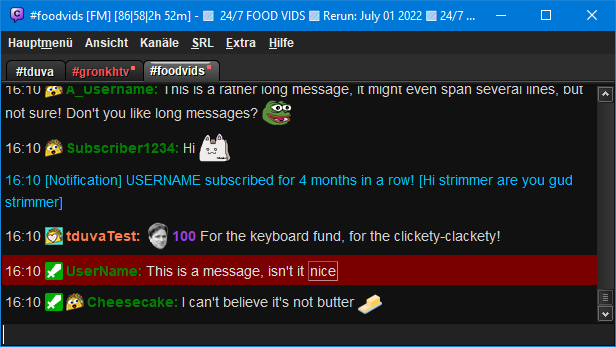 #foodvids [FM] [86|58|2h 52m] - 24/7 FOOD VIDS Rerun: July 01 2022 24/7 ...
Hauptmenü Ansicht Kanäle SRL Extra Hilfe
#tduva #gronkhtv #foodvids
16:10 A_Username: This is a rather long message, it might even span several lines, but
not sure! Don't you like long messages?
16:10 Subscriber1234: Hi
16:10 [Notification] USERNAME subscribed for 4 months in a row! [Hi strimmer are you gud
strimmer]
16:10 tduvaTest: 100 For the keyboard fund, for the clickety-clackety!
16:10 UserName: This is a message, isn't it nice
16:10 Cheesecake: I can't believe it's not butter